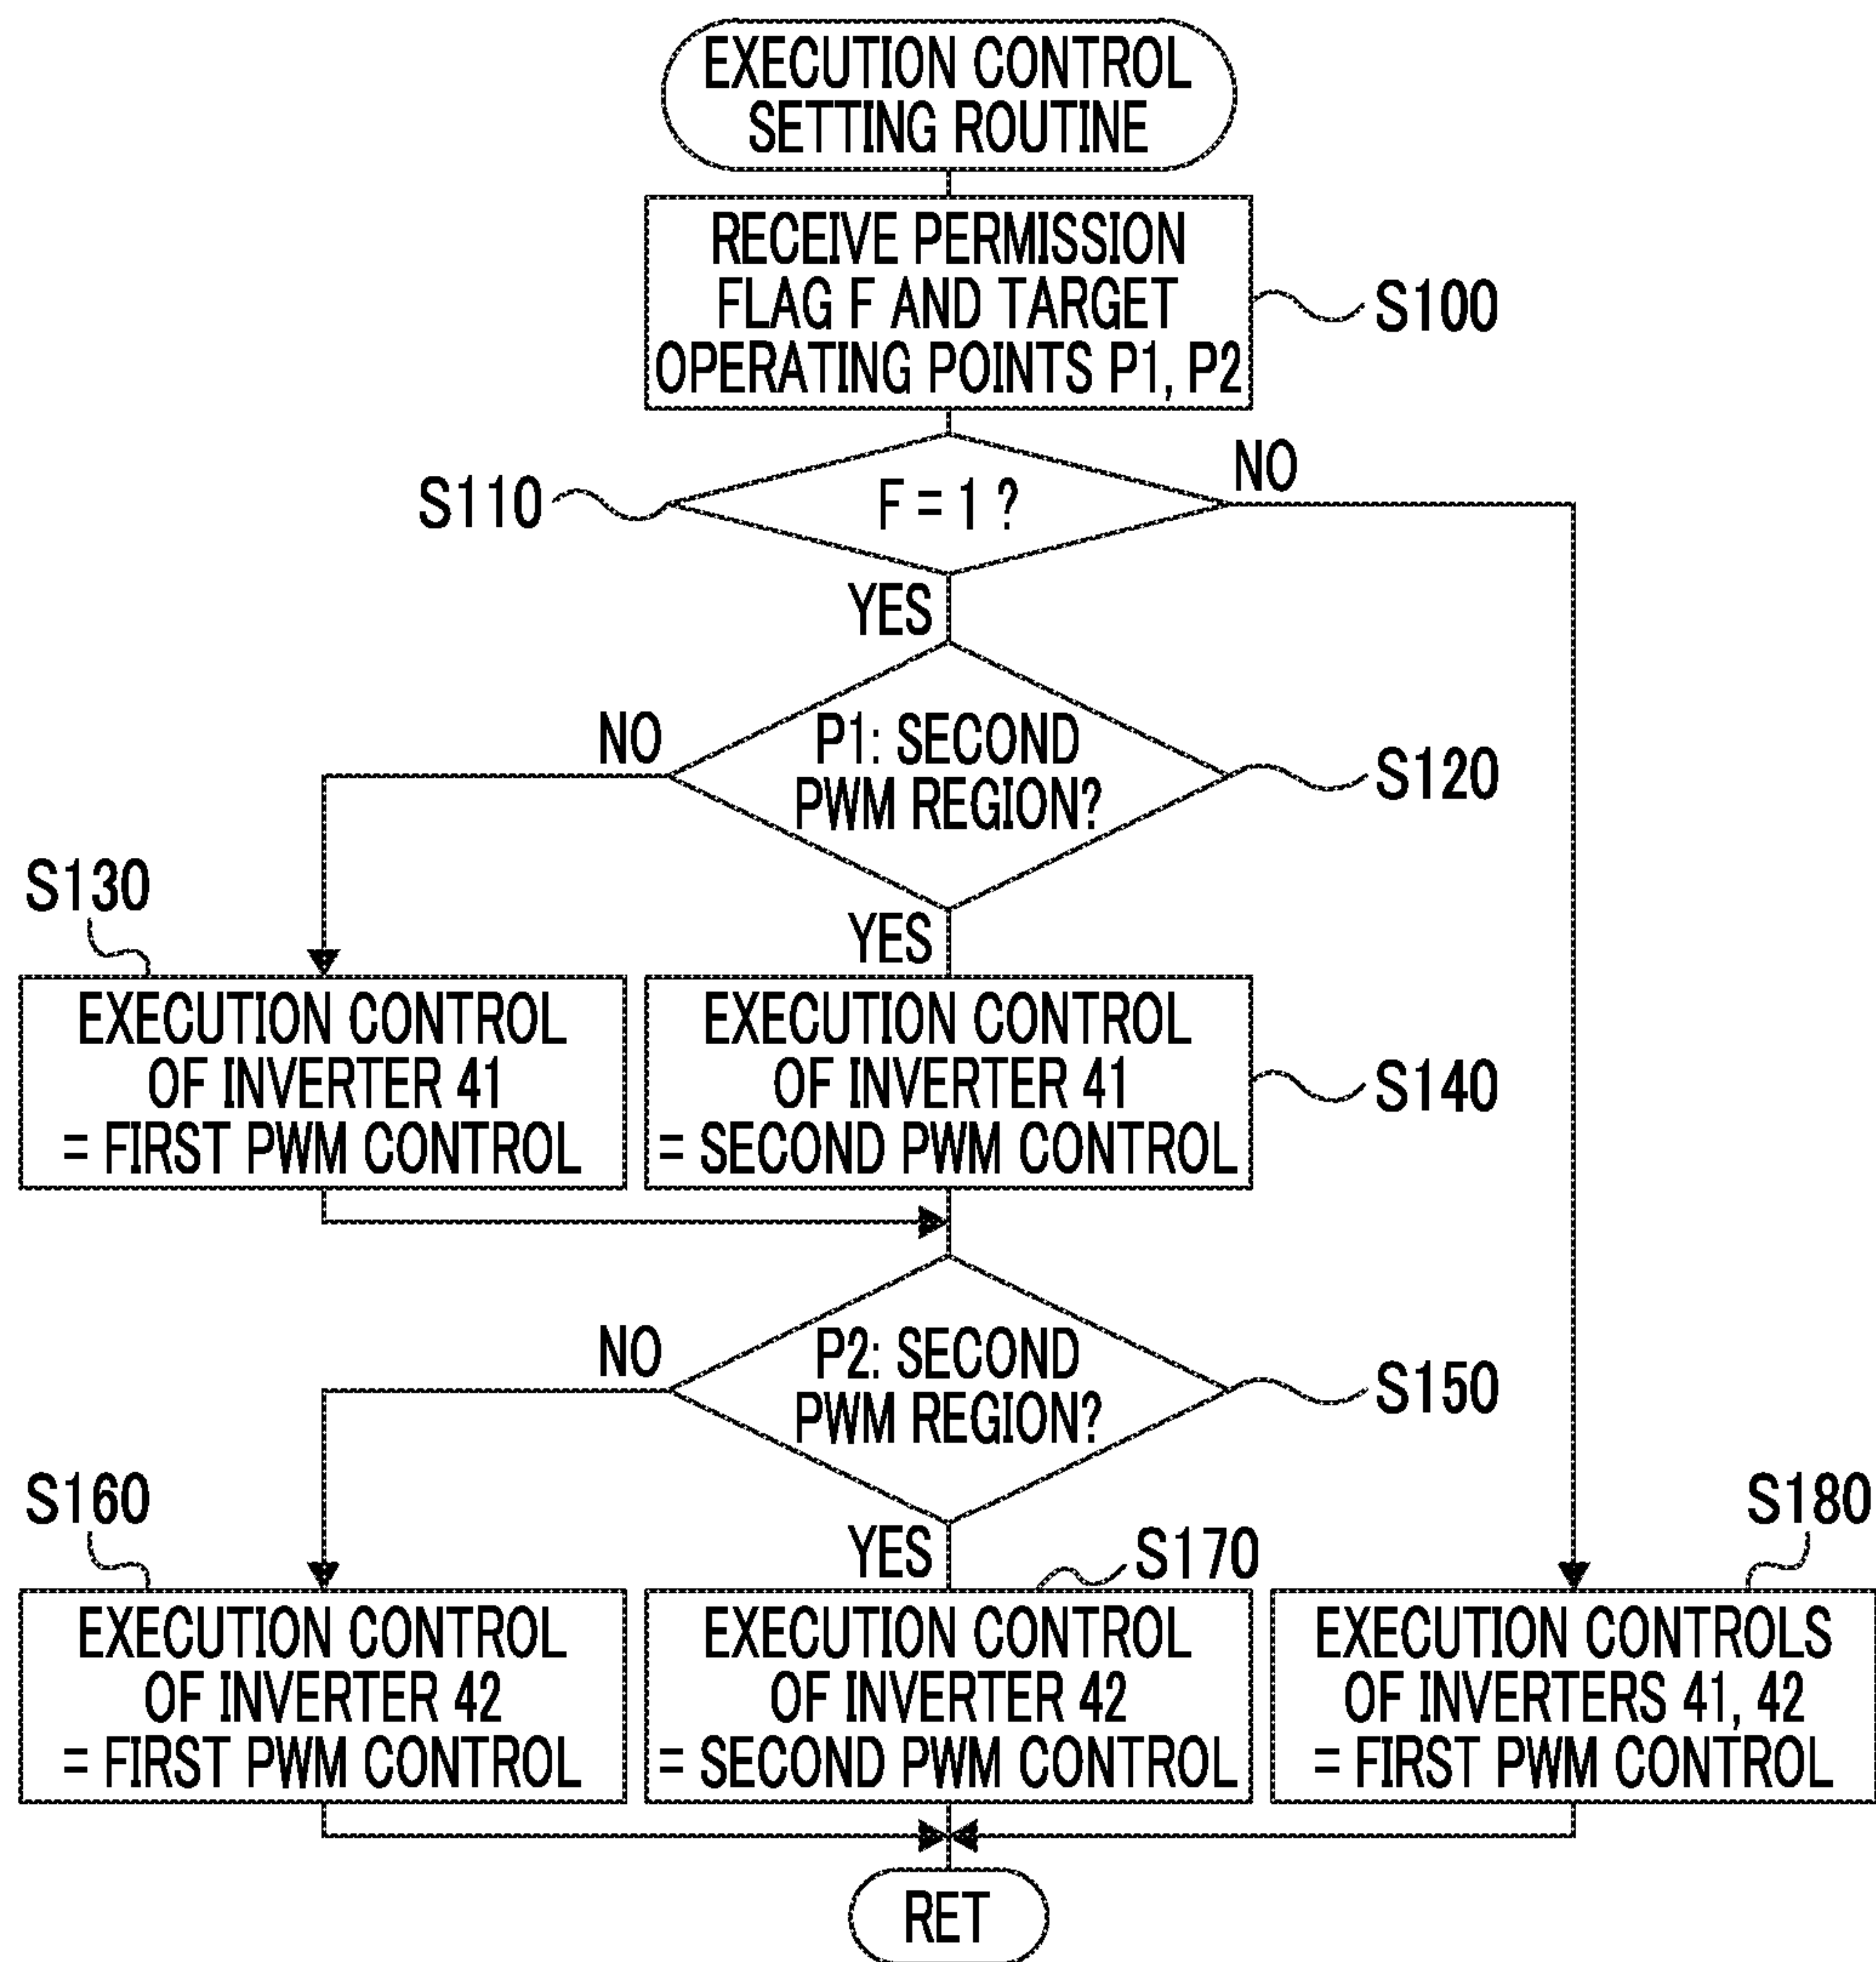 EXECUTION CONTROL
SETTING ROUTINE
RECEIVE PERMISSION
FLAG F AND TARGET
OPERATING POINTS P1, P2
S100
S110
F = 1 ?
NO
YES
P1: SECOND
PWM REGION?
NO
S120
YES
S130
EXECUTION CONTROL
OF INVERTER 41
= FIRST PWM CONTROL
EXECUTION CONTROL
OF INVERTER 41
= SECOND PWM CONTROL
S140
P2: SECOND
PWM REGION?
NO
S150
YES
S160
EXECUTION CONTROL
OF INVERTER 42
= FIRST PWM CONTROL
S170
EXECUTION CONTROL
OF INVERTER 42
= SECOND PWM CONTROL
S180
EXECUTION CONTROLS
OF INVERTERS 41, 42
= FIRST PWM CONTROL
RET